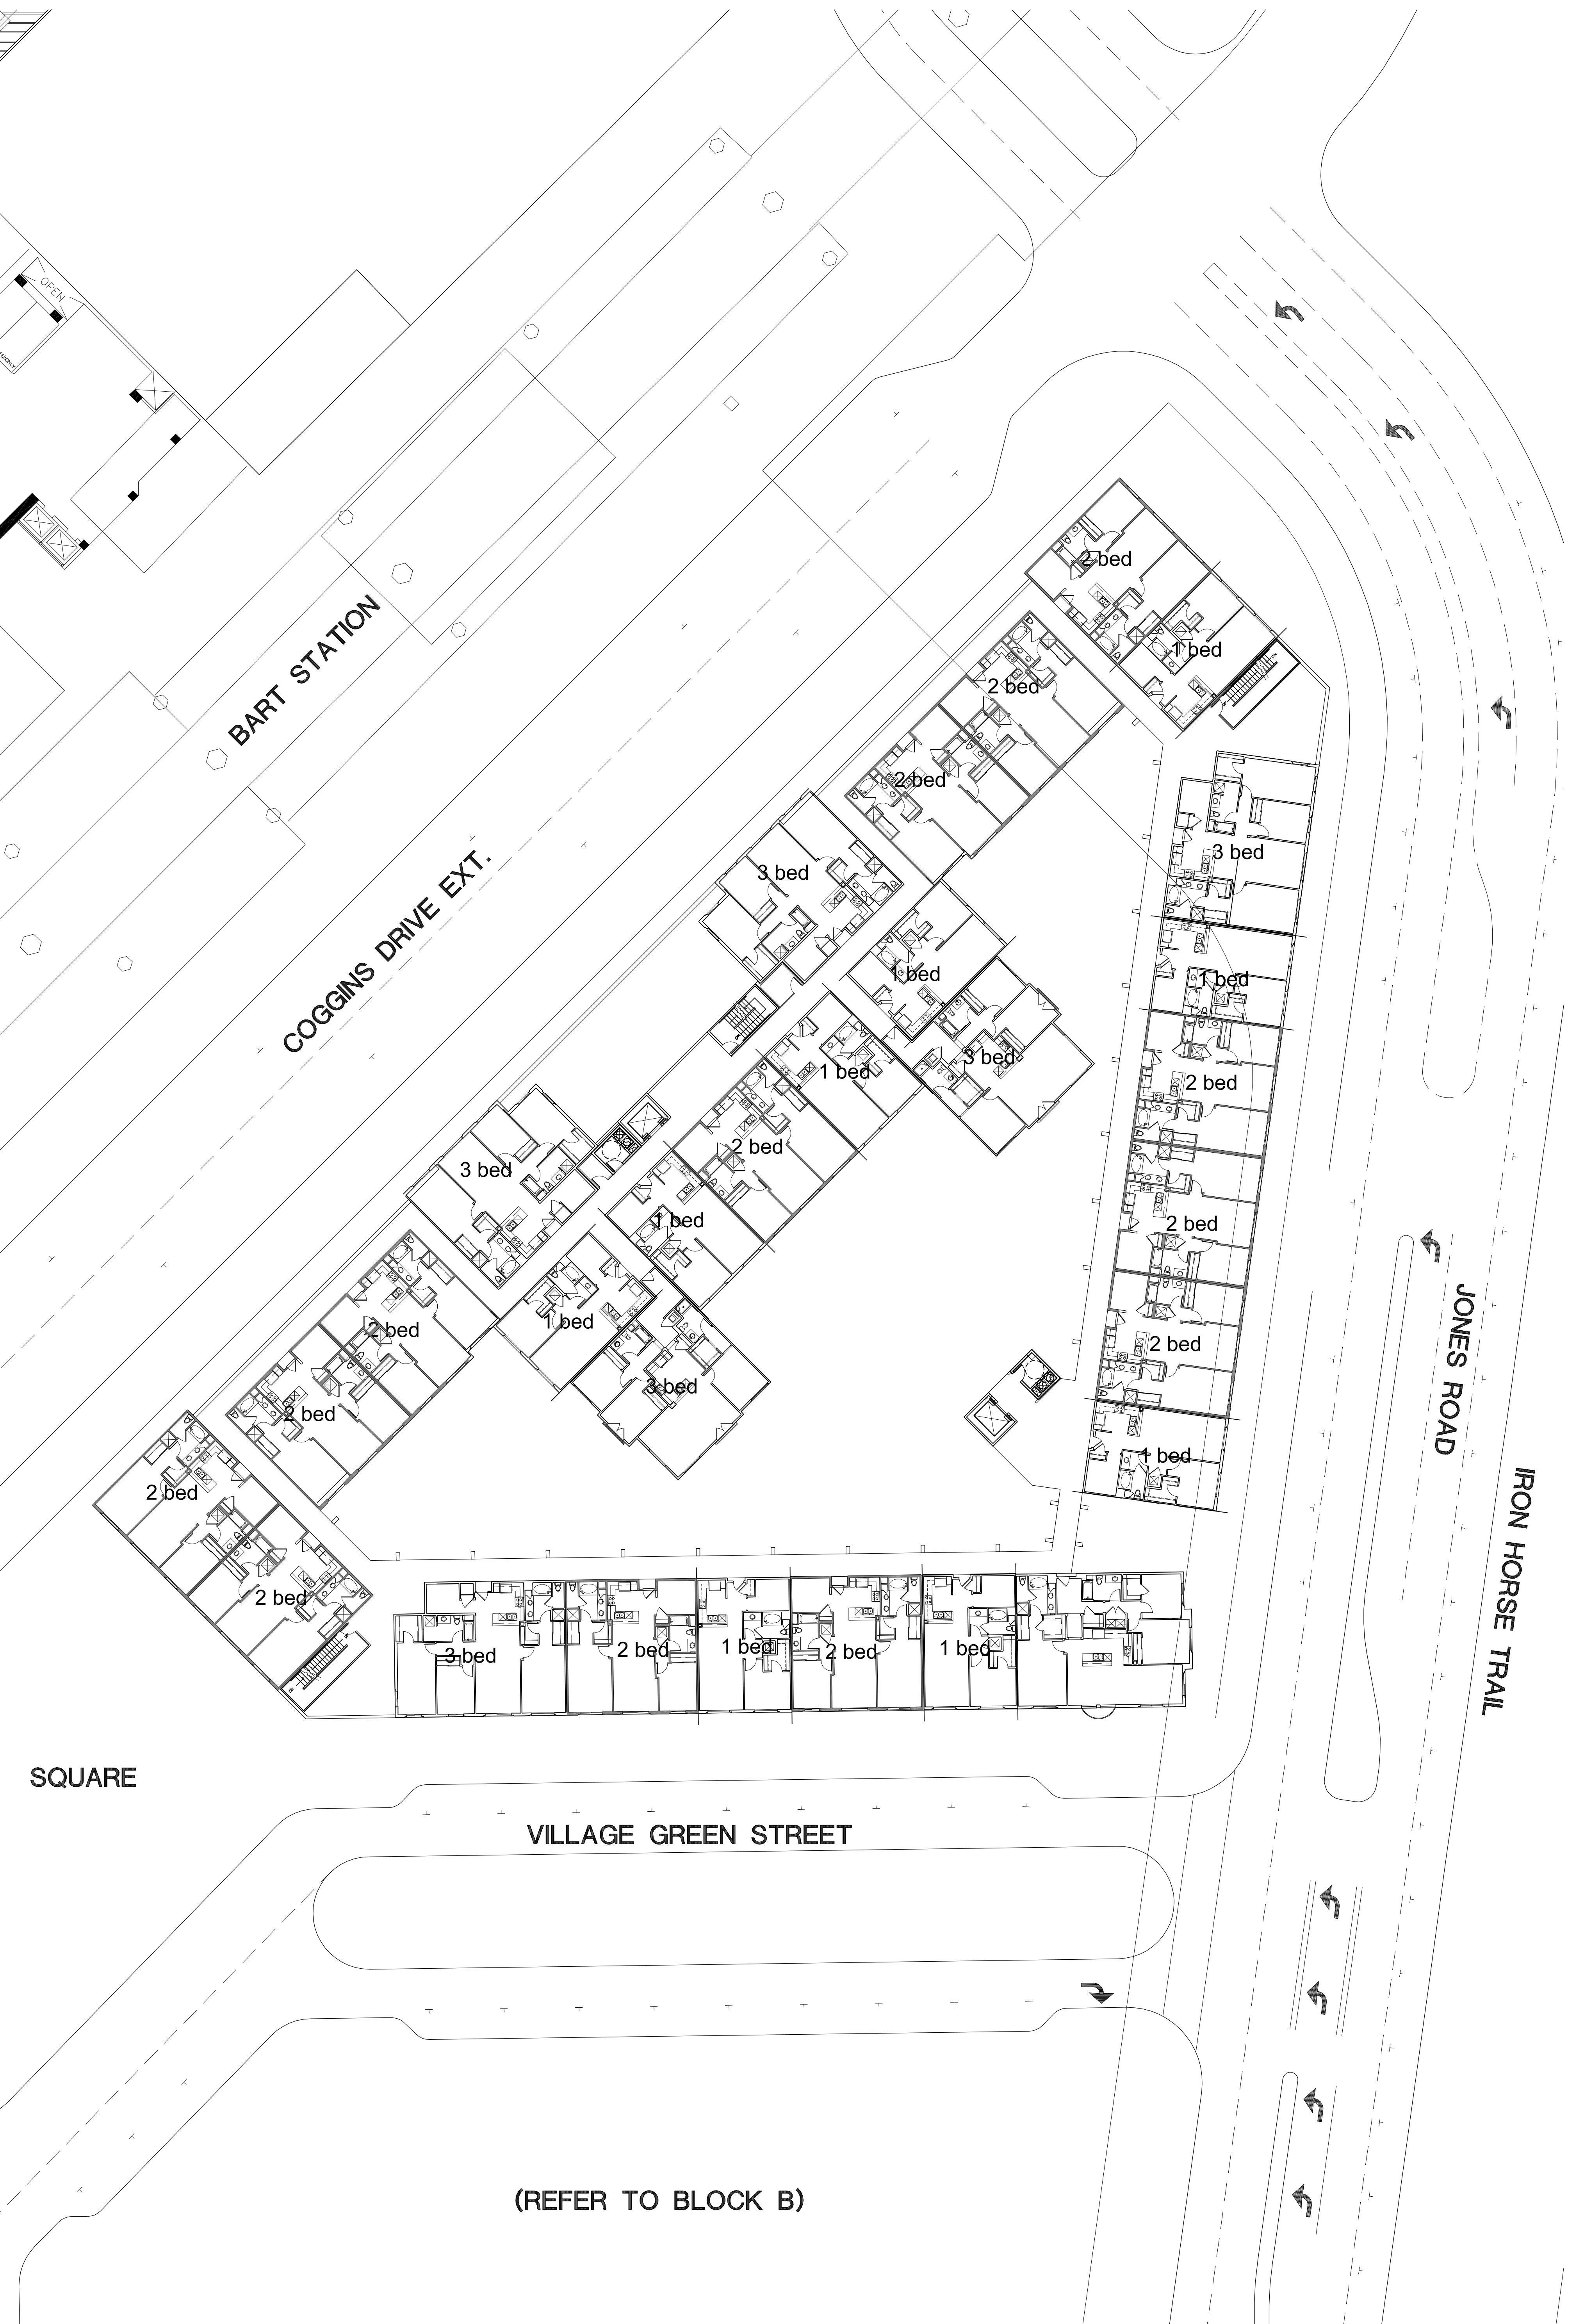 OPEN
BART STATION
2 bed
1 bed
2 bed
2 bed
3 bed
3 bed
COGGINS DRIVE EXT.
1 bed
1 bed
3 bed
1 bed
2 bed
2 bed
3 bed
1 bed
2 bed
1 bed
2 bed
2 bed
3 bed
2 bed
1 bed
JONES ROAD
2 bed
2 bed
IRON HORSE TRAIL
3 bed
2 bed
1 bed
2 bed
1 bed
SQUARE
VILLAGE GREEN STREET
(REFER TO BLOCK B)